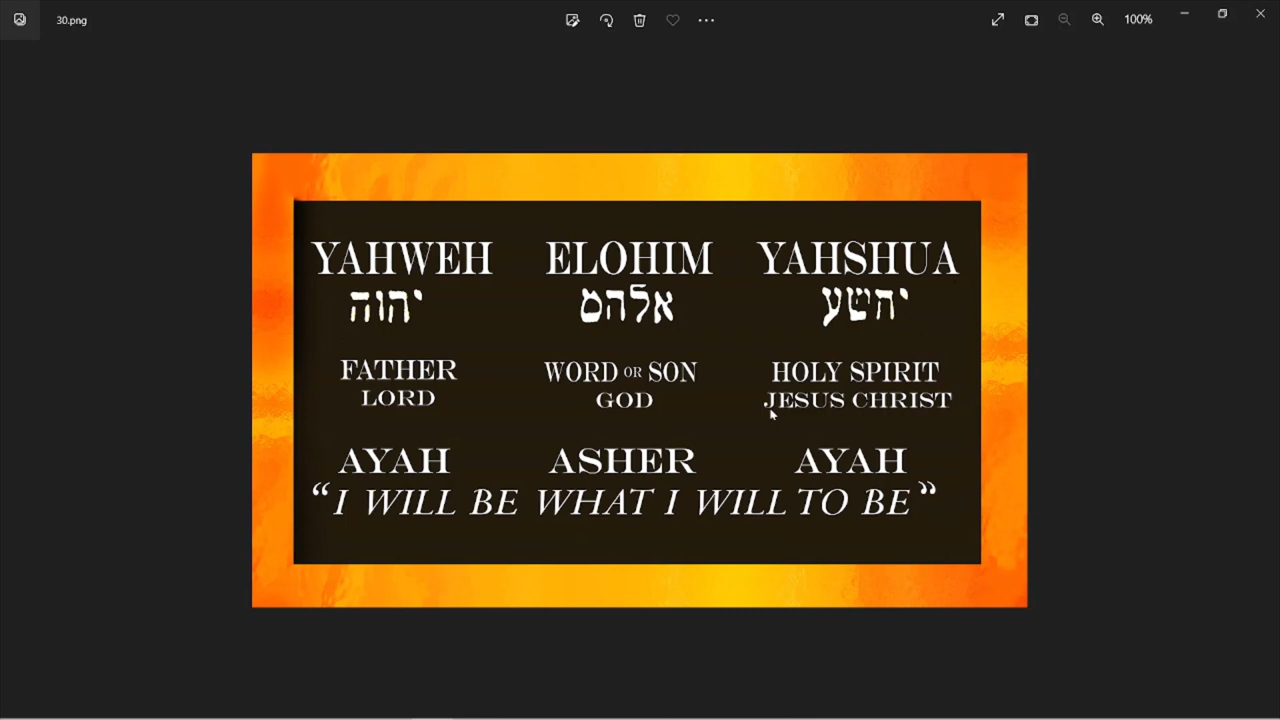 30.png
100%
YAHWEH ELOHIM YAHSHUA
יהוה אלהם יהשע
FATHER WORD OR SON HOLY SPIRIT
LORD GOD JESUS CHRIST
AYAH ASHER AYAH
“I WILL BE WHAT I WILL TO BE”